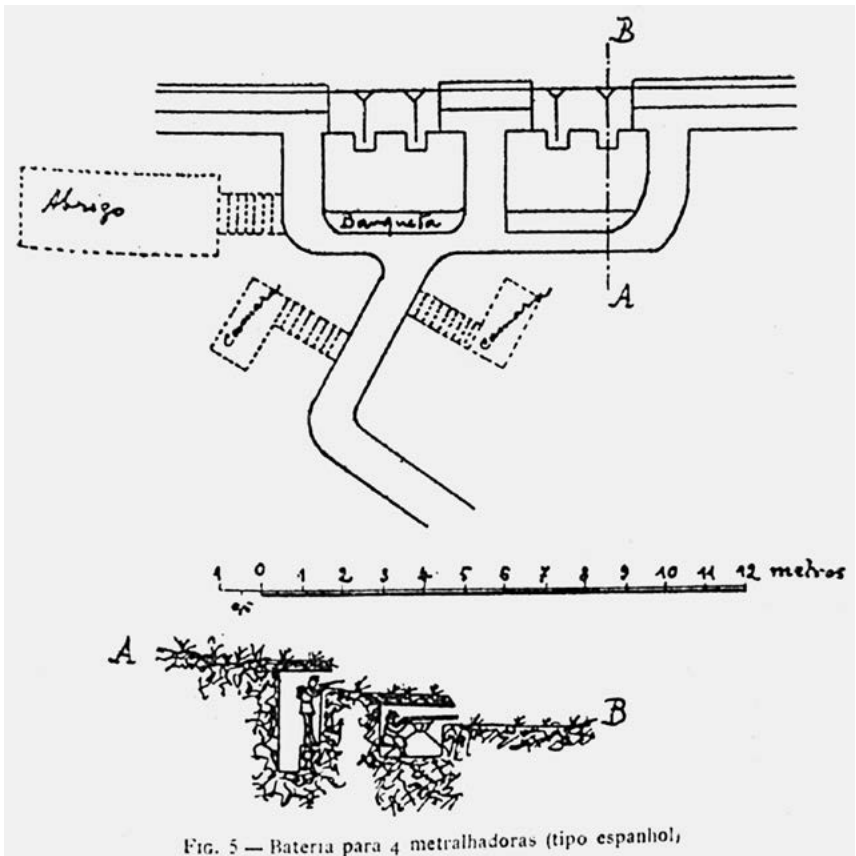 B
Abrigo
Banqueta
A
1 0 1 2 3 4 5 6 7 8 9 10 11 12 metros
A
B
FIG. 5 — Bateria para 4 metralhadoras (tipo espanhol)